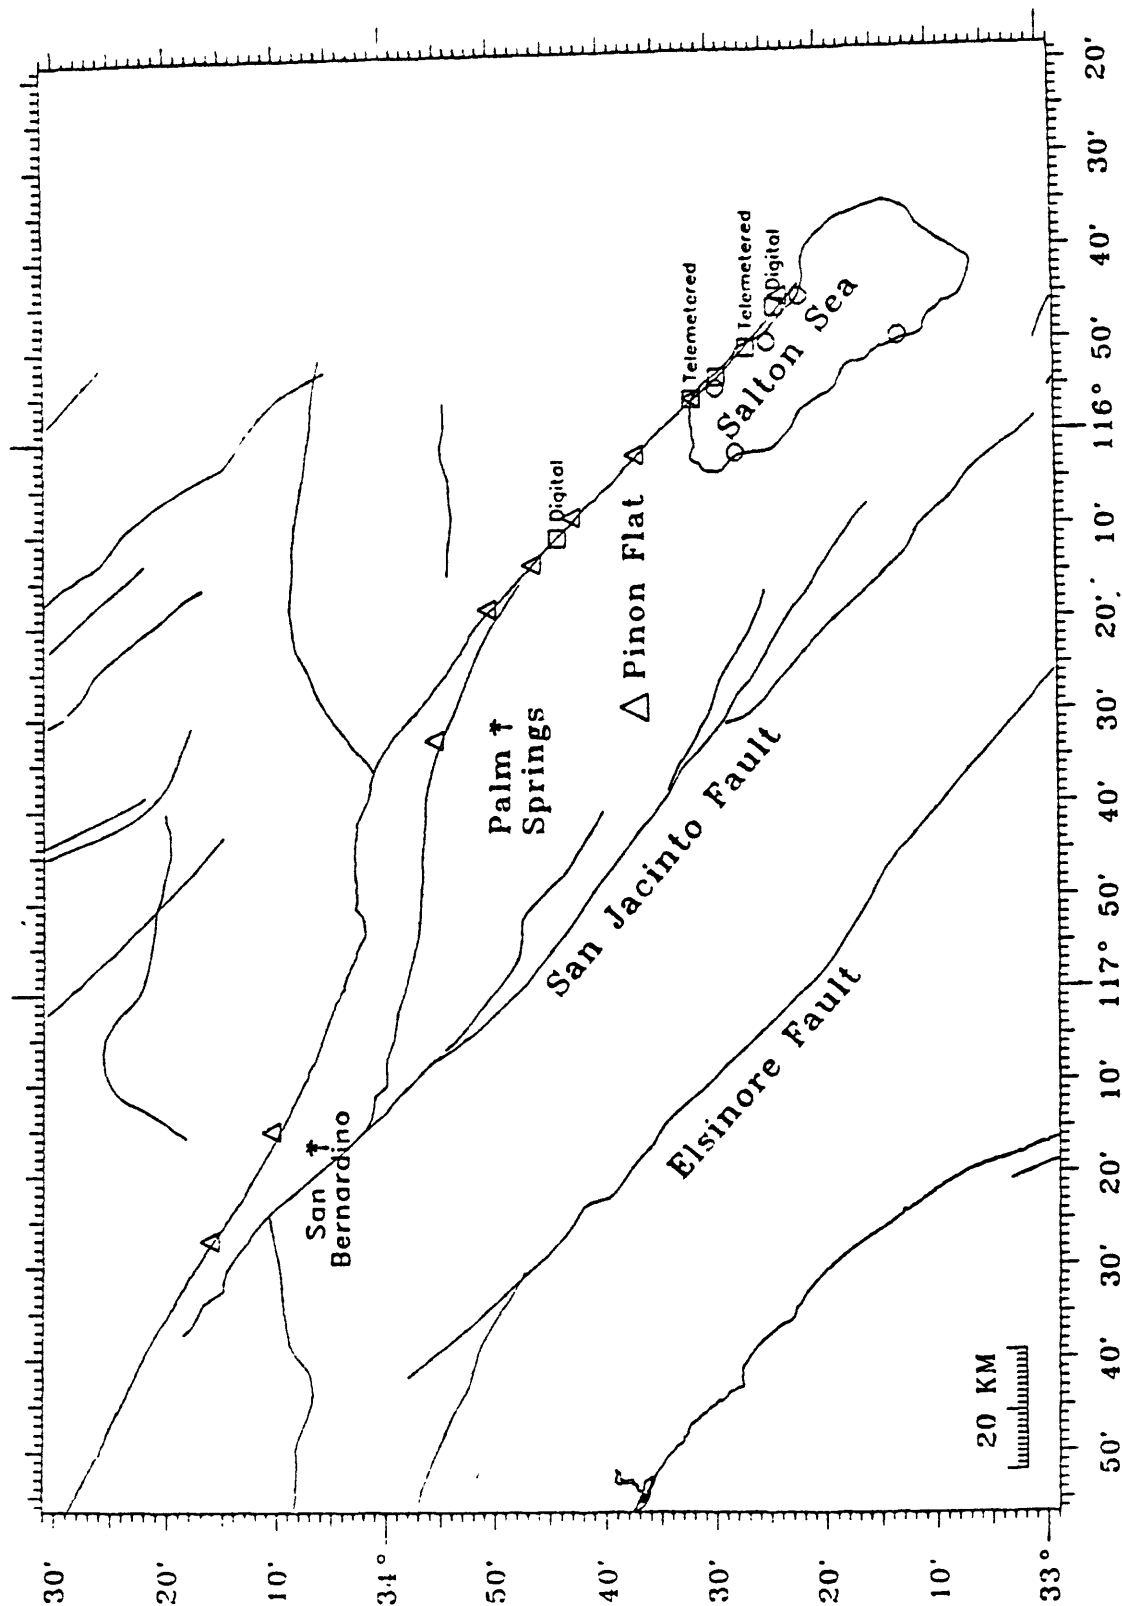 Telemetered
Telemetered
Digital
Salton Sea
Digital
Pinon Flat
Palm
Springs
San Jacinto Fault
Elsinore Fault
San
Bernardino
20 KM
30'
20'
10'
34°
50'
40'
30'
20'
10'
33°
50'
40'
30'
20'
10'
117°
50'
40'
30'
20'
10'
116°
50'
40'
30'
20'